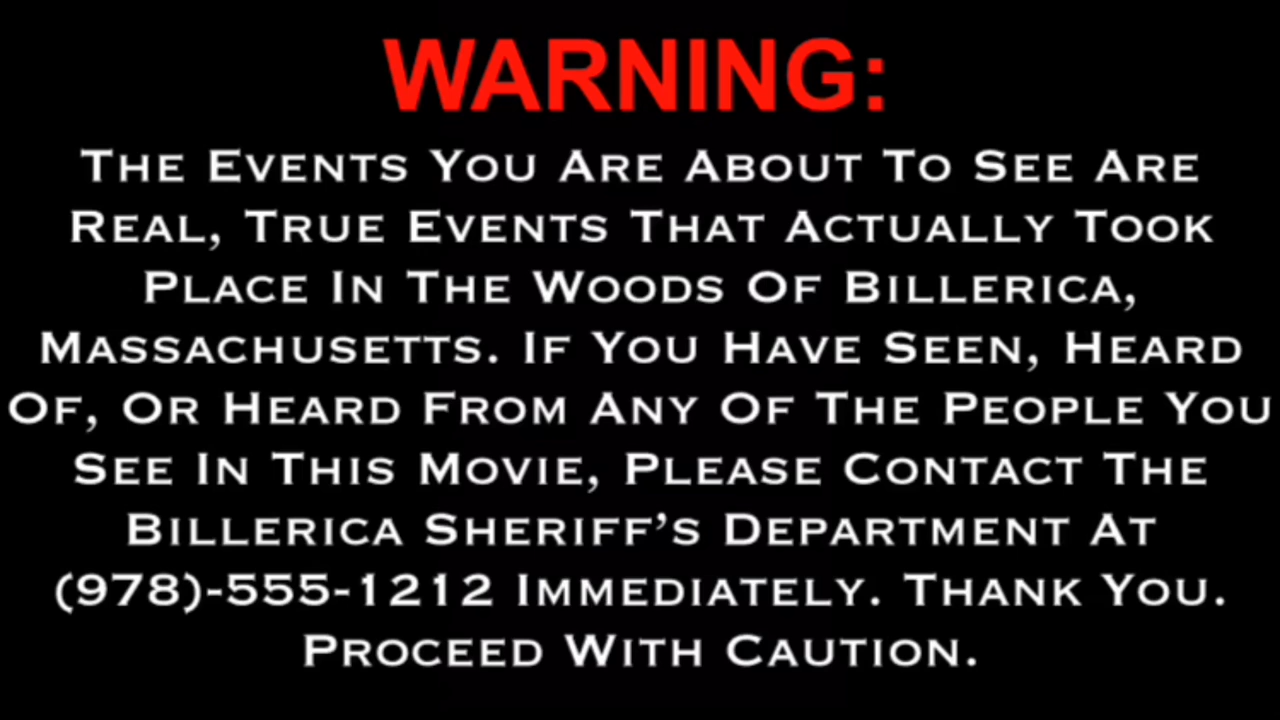 WARNING:
The Events You Are About To See Are
Real, True Events That Actually Took
Place In The Woods Of Billerica,
Massachusetts. If You Have Seen, Heard
Of, Or Heard From Any Of The People You
See In This Movie, Please Contact The
Billerica Sheriff’s Department At
(978)-555-1212 Immediately. Thank You.
Proceed With Caution.